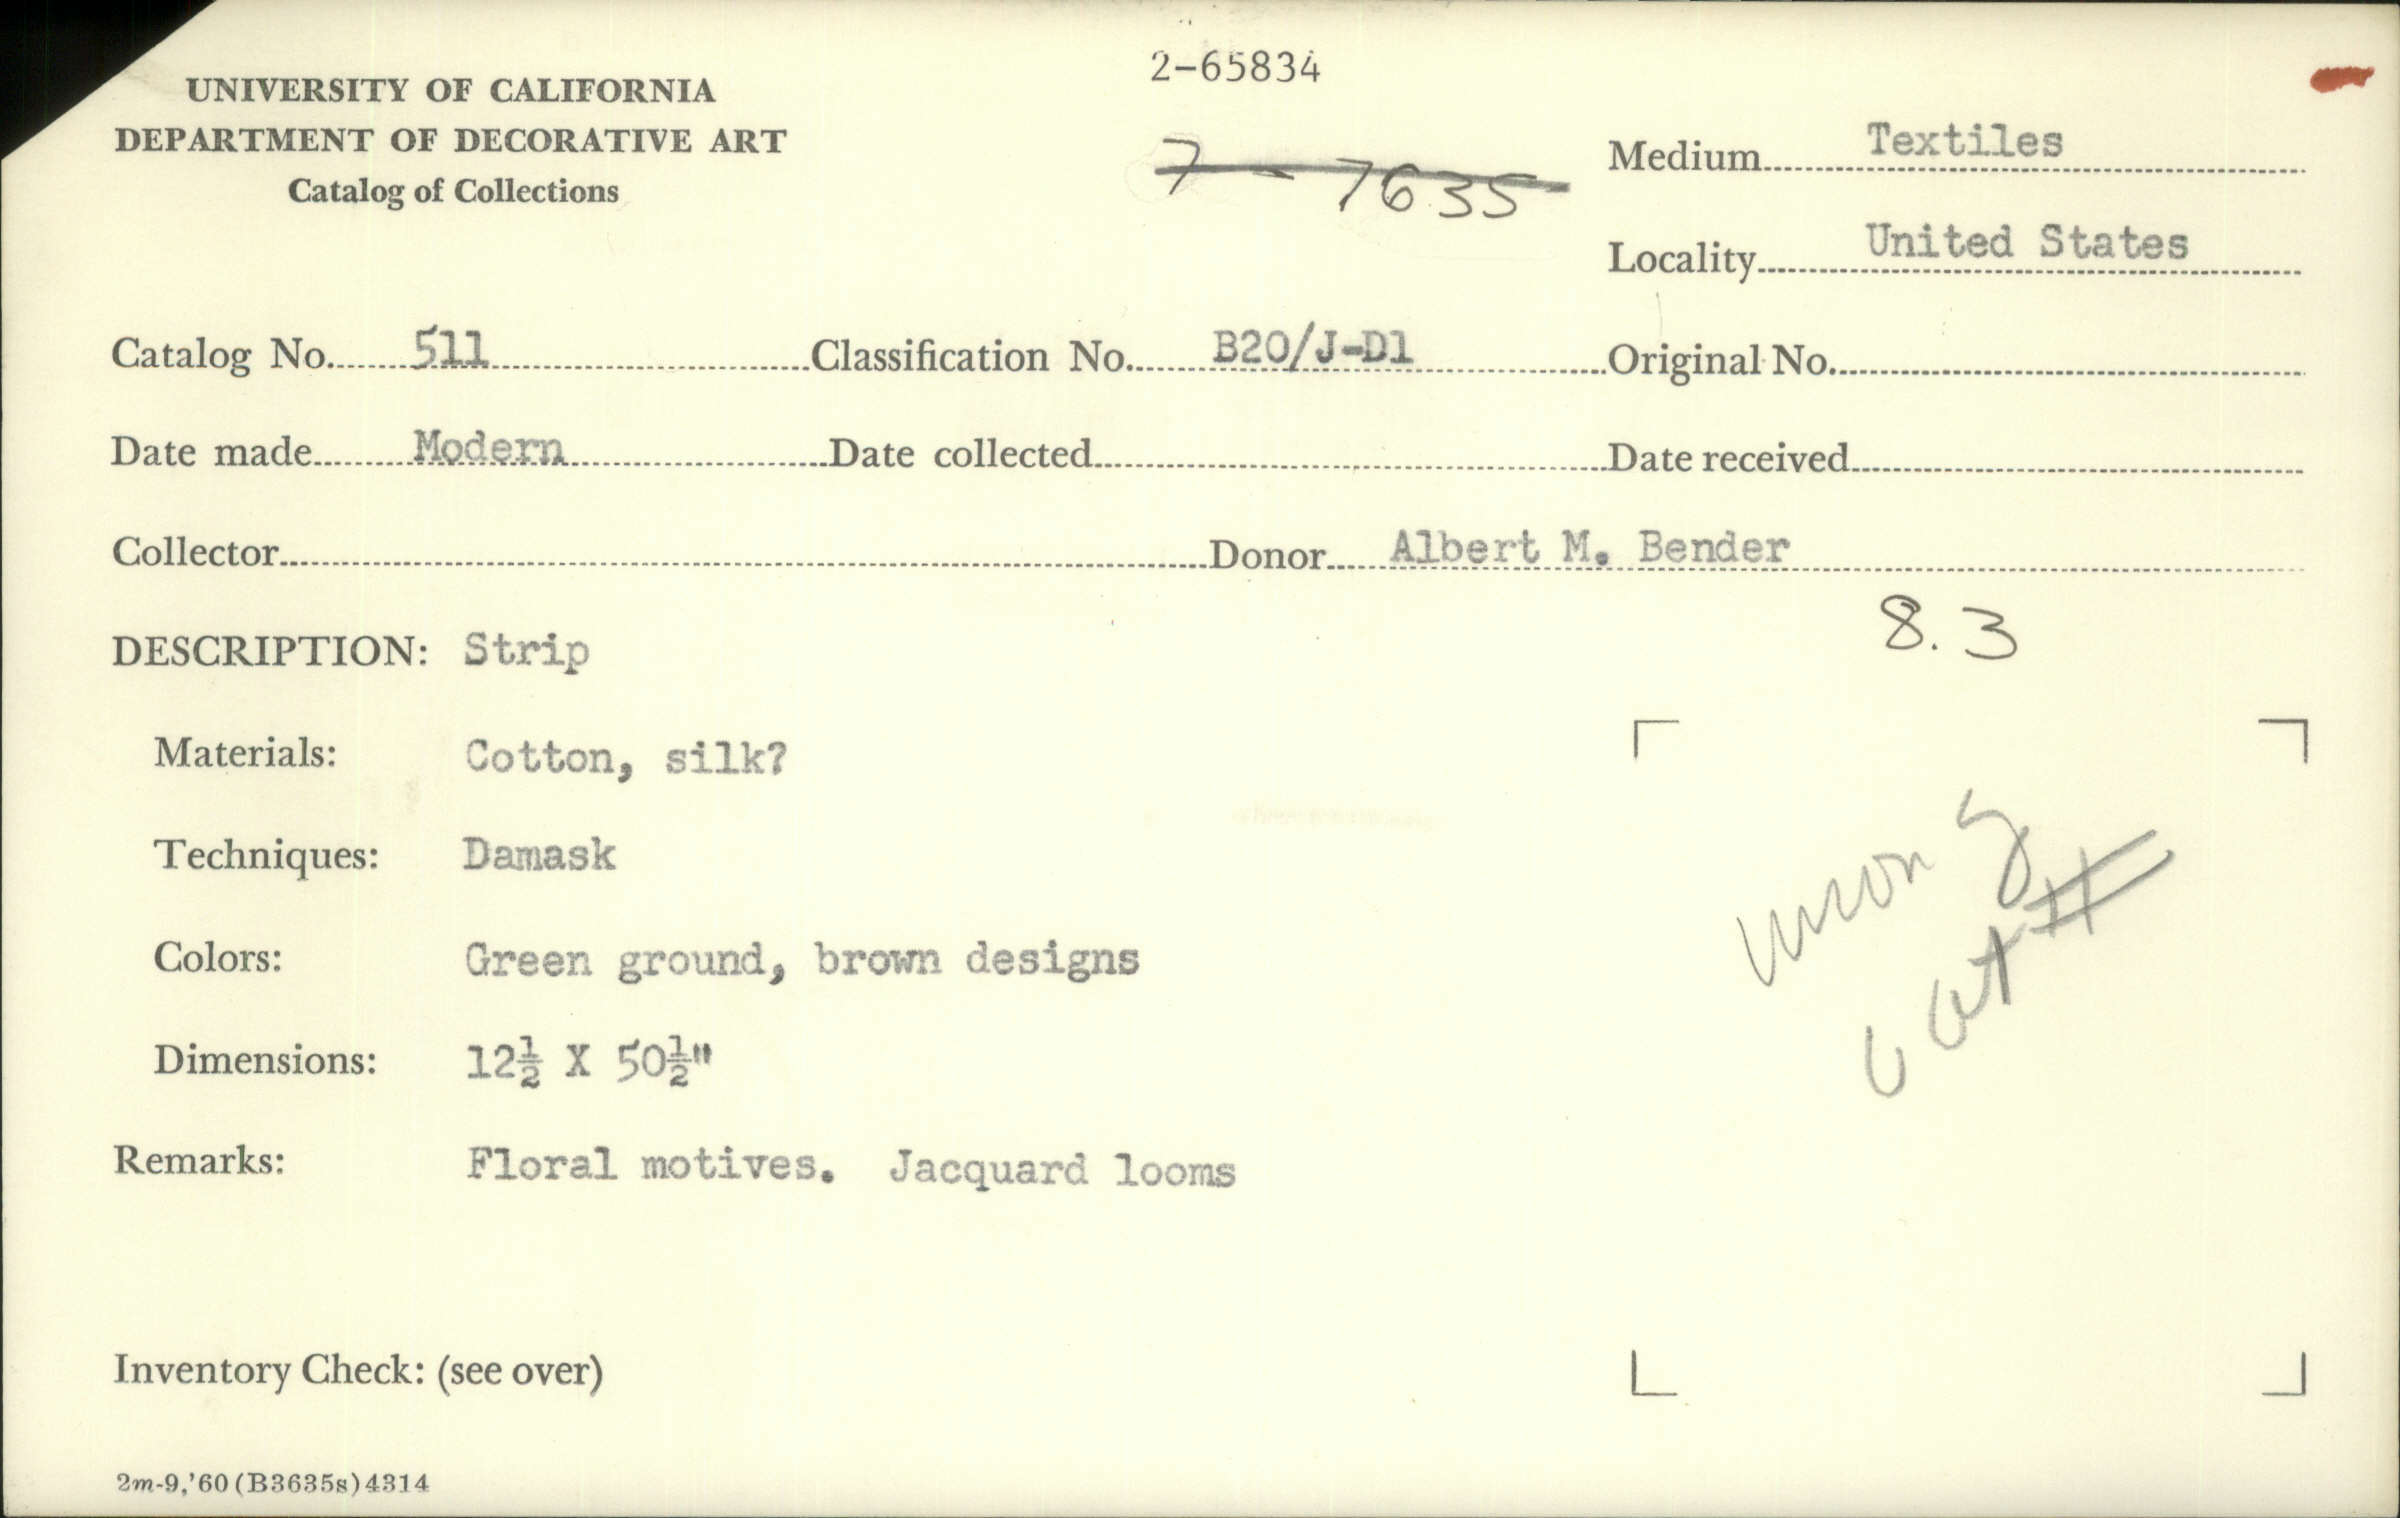 2-65834
UNIVERSITY OF CALIFORNIA
DEPARTMENT OF DECORATIVE ART
Catalog of Collections
7-7635
Medium Textiles
Locality United States
Catalog No. 511 Classification No. B20/J-D1 Original No.
Date made Modern Date collected Date received
Collector Donor Albert M. Bender
8.3
DESCRIPTION: Strip
Materials: Cotton, silk?
Techniques: Damask
Colors: Green ground, brown designs
Dimensions: 12½ X 50½"
Remarks: Floral motives. Jacquard looms
wrong
cat #
Inventory Check: (see over)
2m-9,'60(B3635s)4314